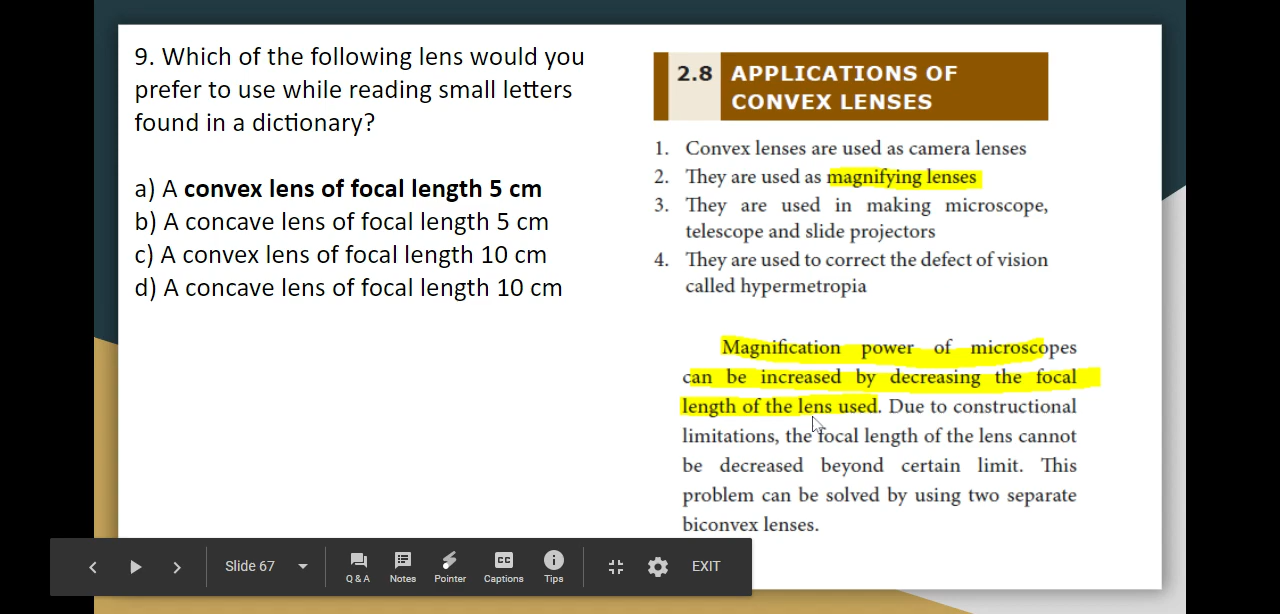 9. Which of the following lens would you
prefer to use while reading small letters
found in a dictionary?
a) A convex lens of focal length 5 cm
b) A concave lens of focal length 5 cm
c) A convex lens of focal length 10 cm
d) A concave lens of focal length 10 cm
2.8 APPLICATIONS OF
CONVEX LENSES
1. Convex lenses are used as camera lenses
2. They are used as magnifying lenses
3. They are used in making microscope,
telescope and slide projectors
4. They are used to correct the defect of vision
called hypermetropia
Magnification power of microscopes
can be increased by decreasing the focal
length of the lens used. Due to constructional
limitations, the focal length of the lens cannot
be decreased beyond certain limit. This
problem can be solved by using two separate
biconvex lenses.
Slide 67
Q & A Notes Pointer CC Captions Tips EXIT